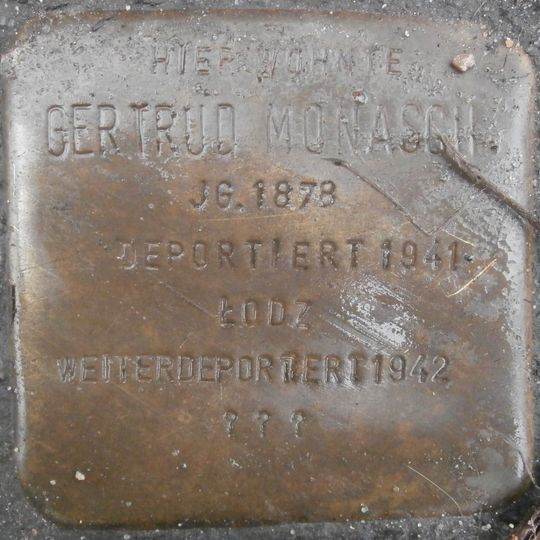 HIER WOHNTE
GERTRUD MONASCH
JG. 1878
DEPORTIERT 1941
ŁODZ
WEITERDEPORTIERT 1942
? ? ?